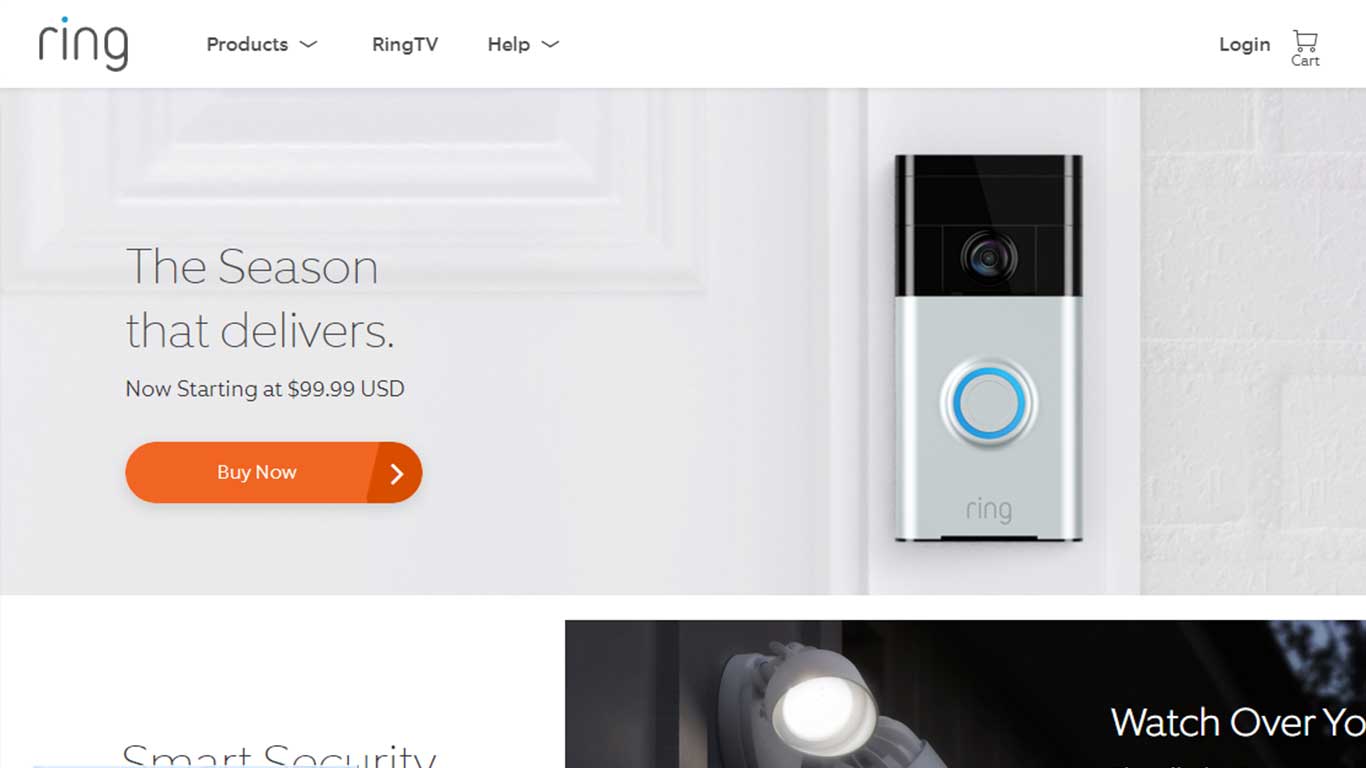 ring
Products
RingTV
Help
Login
Cart
The Season
that delivers.
Now Starting at $99.99 USD
Buy Now
ring
Smart Security
Watch Over Yo